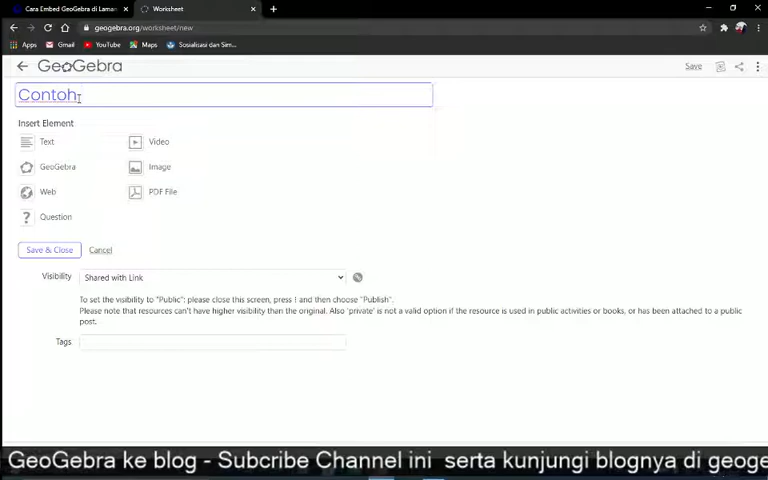 Cara Embed GeoGebra di Laman
Worksheet
geogebra.org/worksheet/new
Apps
Gmail
YouTube
Maps
Sosialisasi dan Sim...
GeoGebra
Save
Contoh
Insert Element
Text
Video
GeoGebra
Image
Web
PDF File
Question
Save & Close
Cancel
Visibility
Shared with Link
To set the visibility to "Public": please close this screen, press ⁝ and then choose "Publish".
Please note that resources can't have higher visibility than the original. Also 'private' is not a valid option if the resource is used in public activities or books, or has been attached to a public
post.
Tags
GeoGebra ke blog - Subcribe Channel ini serta kunjungi blognya di geoge